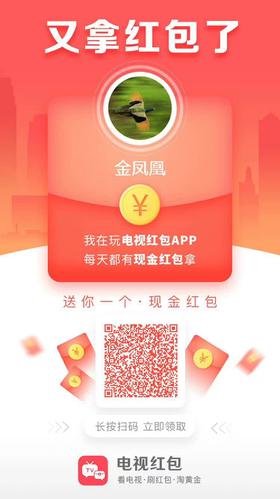 又拿红包了
金凤凰
¥
我在玩电视红包APP
每天都有现金红包拿
送你一个·现金红包
长按扫码 立即领取
TV
电视红包
看电视·刷红包·淘黄金